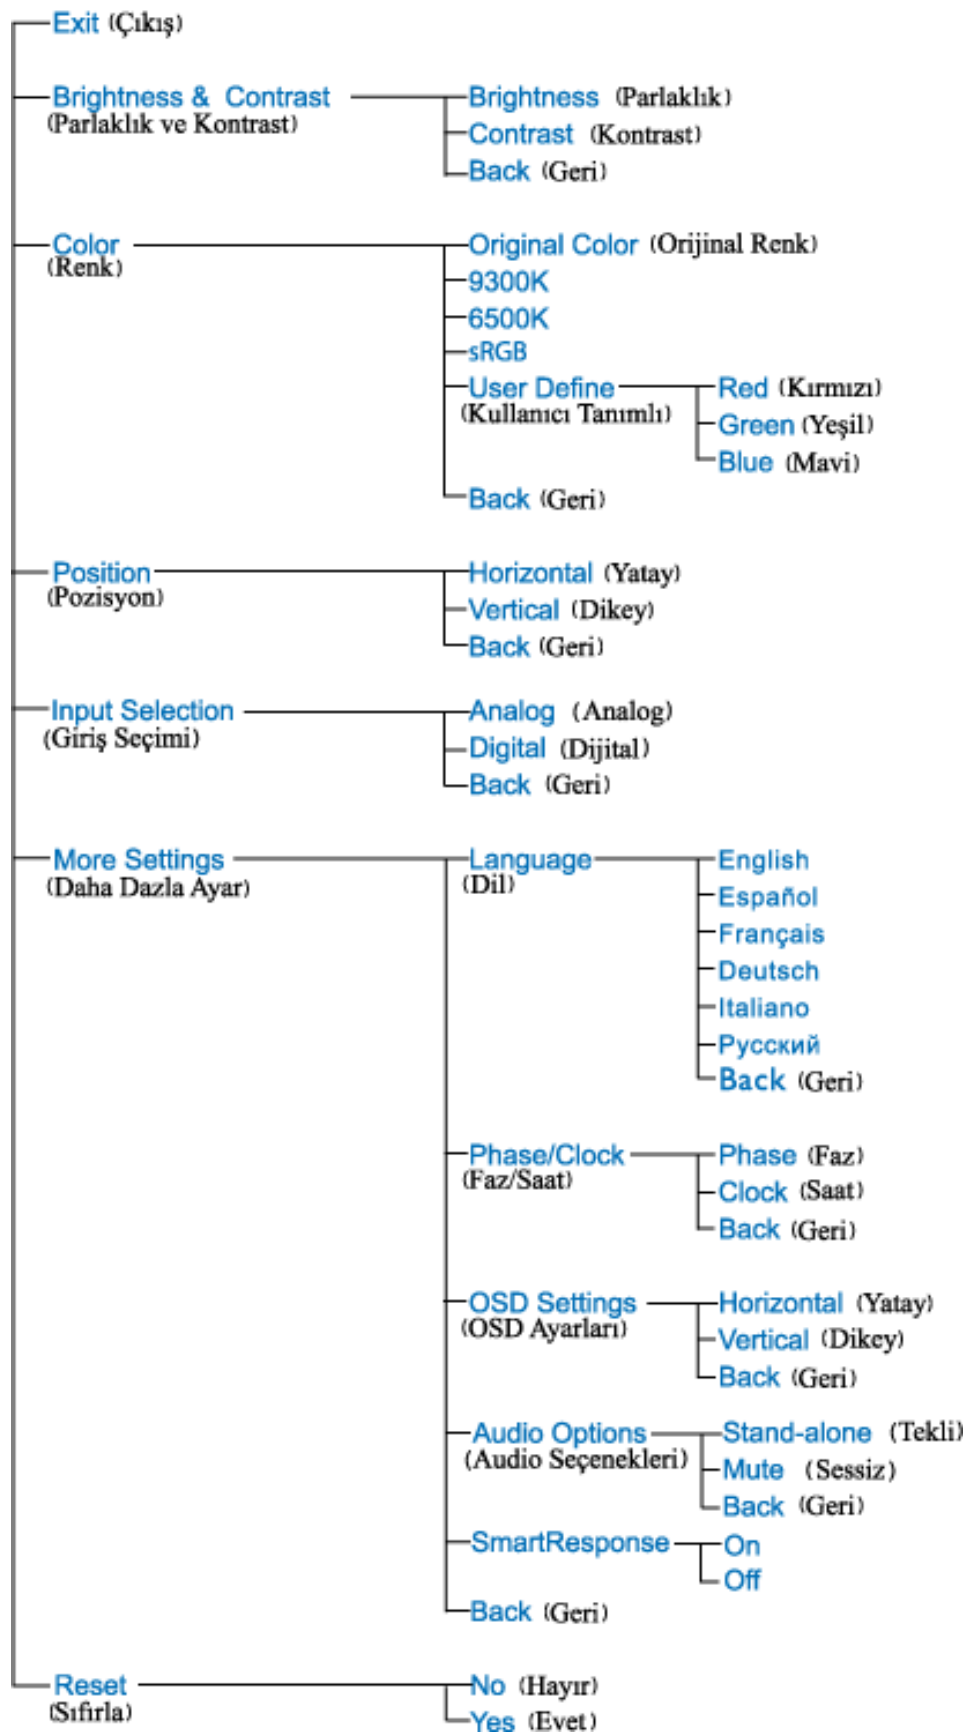 Exit (Çıkış)
Brightness & Contrast
(Parlaklık ve Kontrast)
Brightness (Parlaklık)
Contrast (Kontrast)
Back (Geri)
Color
(Renk)
Original Color (Orijinal Renk)
9300K
6500K
sRGB
User Define
(Kullanıcı Tanımlı)
Red (Kırmızı)
Green (Yeşil)
Blue (Mavi)
Back (Geri)
Position
(Pozisyon)
Horizontal (Yatay)
Vertical (Dikey)
Back (Geri)
Input Selection
(Giriş Seçimi)
Analog (Analog)
Digital (Dijital)
Back (Geri)
More Settings
(Daha Dazla Ayar)
Language
(Dil)
English
Español
Français
Deutsch
Italiano
Русский
Back (Geri)
Phase/Clock
(Faz/Saat)
Phase (Faz)
Clock (Saat)
Back (Geri)
OSD Settings
(OSD Ayarları)
Horizontal (Yatay)
Vertical (Dikey)
Back (Geri)
Audio Options
(Audio Seçenekleri)
Stand-alone (Tekli)
Mute (Sessiz)
Back (Geri)
SmartResponse
On
Off
Back (Geri)
Reset
(Sıfırla)
No (Hayır)
Yes (Evet)